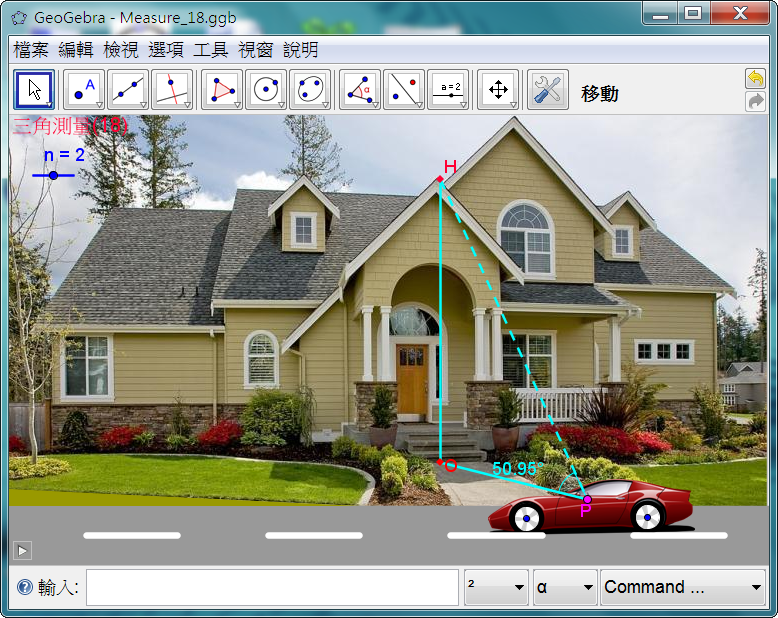 GeoGebra - Measure_18.ggb
檔案 編輯 檢視 選項 工具 視窗 說明
A
α
a = 2
移動
三角測量(18)
n = 2
H
O
50.95°
P
輸入:
²
α
Command ...